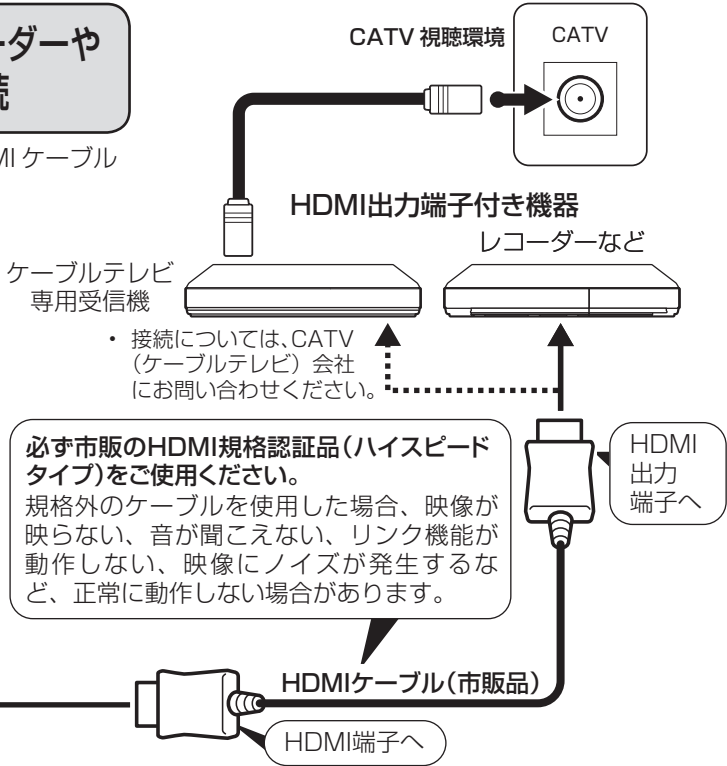 ーダーや
続
MI ケーブル
CATV 視聴環境
CATV
HDMI出力端子付き機器
レコーダーなど
ケーブルテレビ
専用受信機
・ 接続については、CATV
（ケーブルテレビ）会社
にお問い合わせください。
必ず市販のHDMI規格認証品（ハイスピード
タイプ）をご使用ください。
規格外のケーブルを使用した場合、映像が
映らない、音が聞こえない、リンク機能が
動作しない、映像にノイズが発生するな
ど、正常に動作しない場合があります。
HDMI
出力
端子へ
HDMIケーブル（市販品）
HDMI端子へ